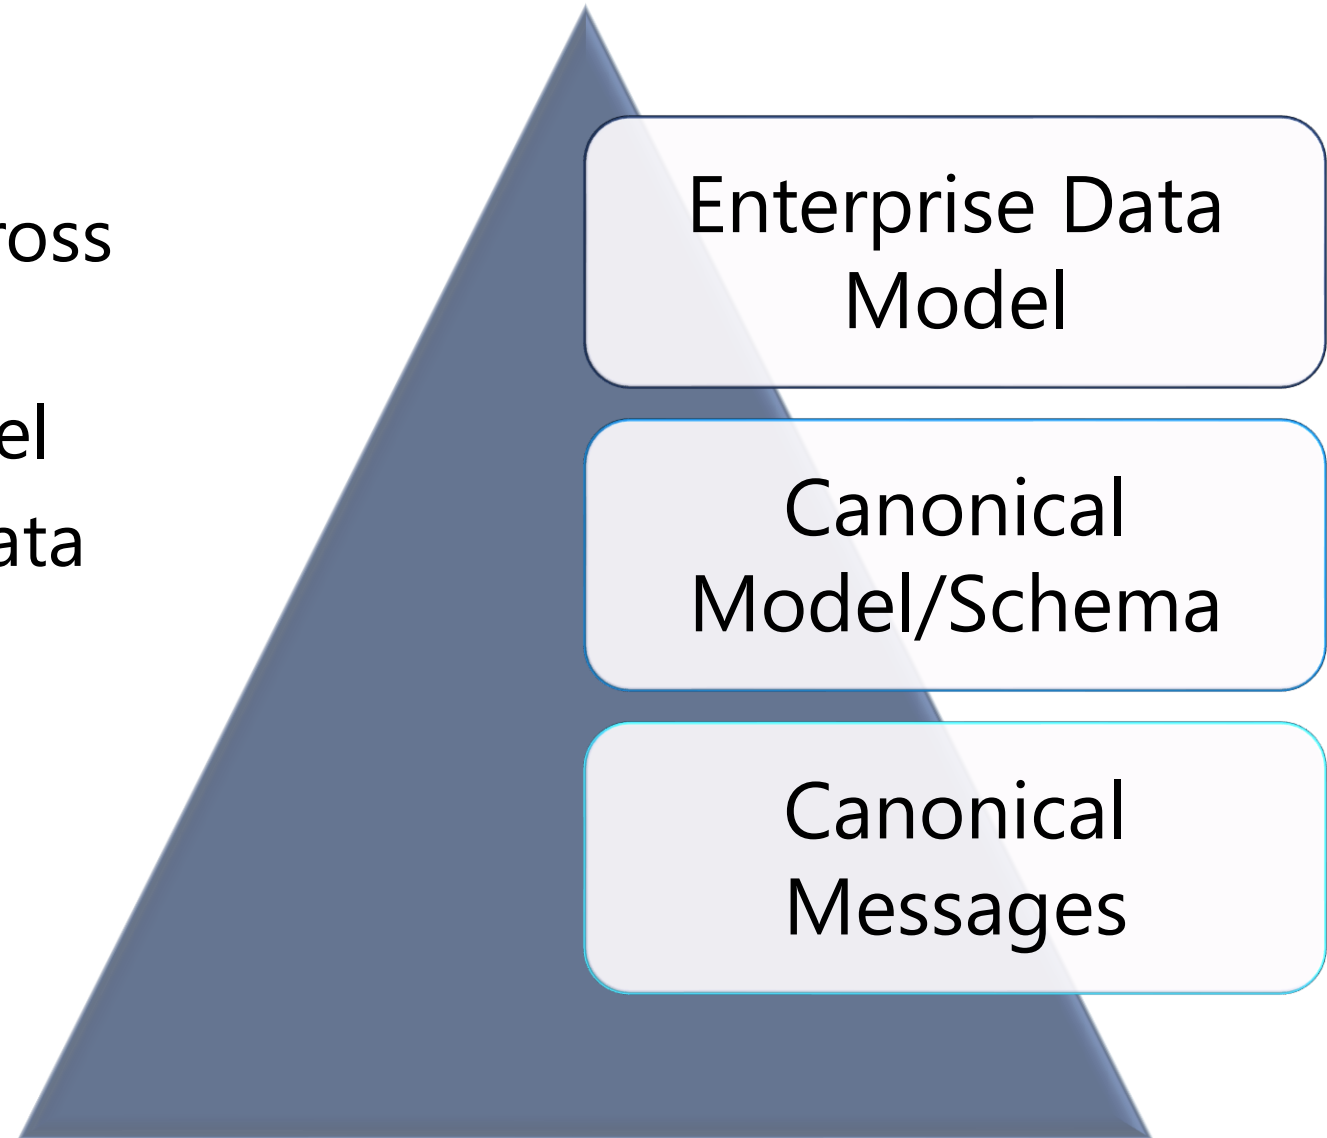 ross
el
ata
Enterprise Data
Model
Canonical
Model/Schema
Canonical
Messages